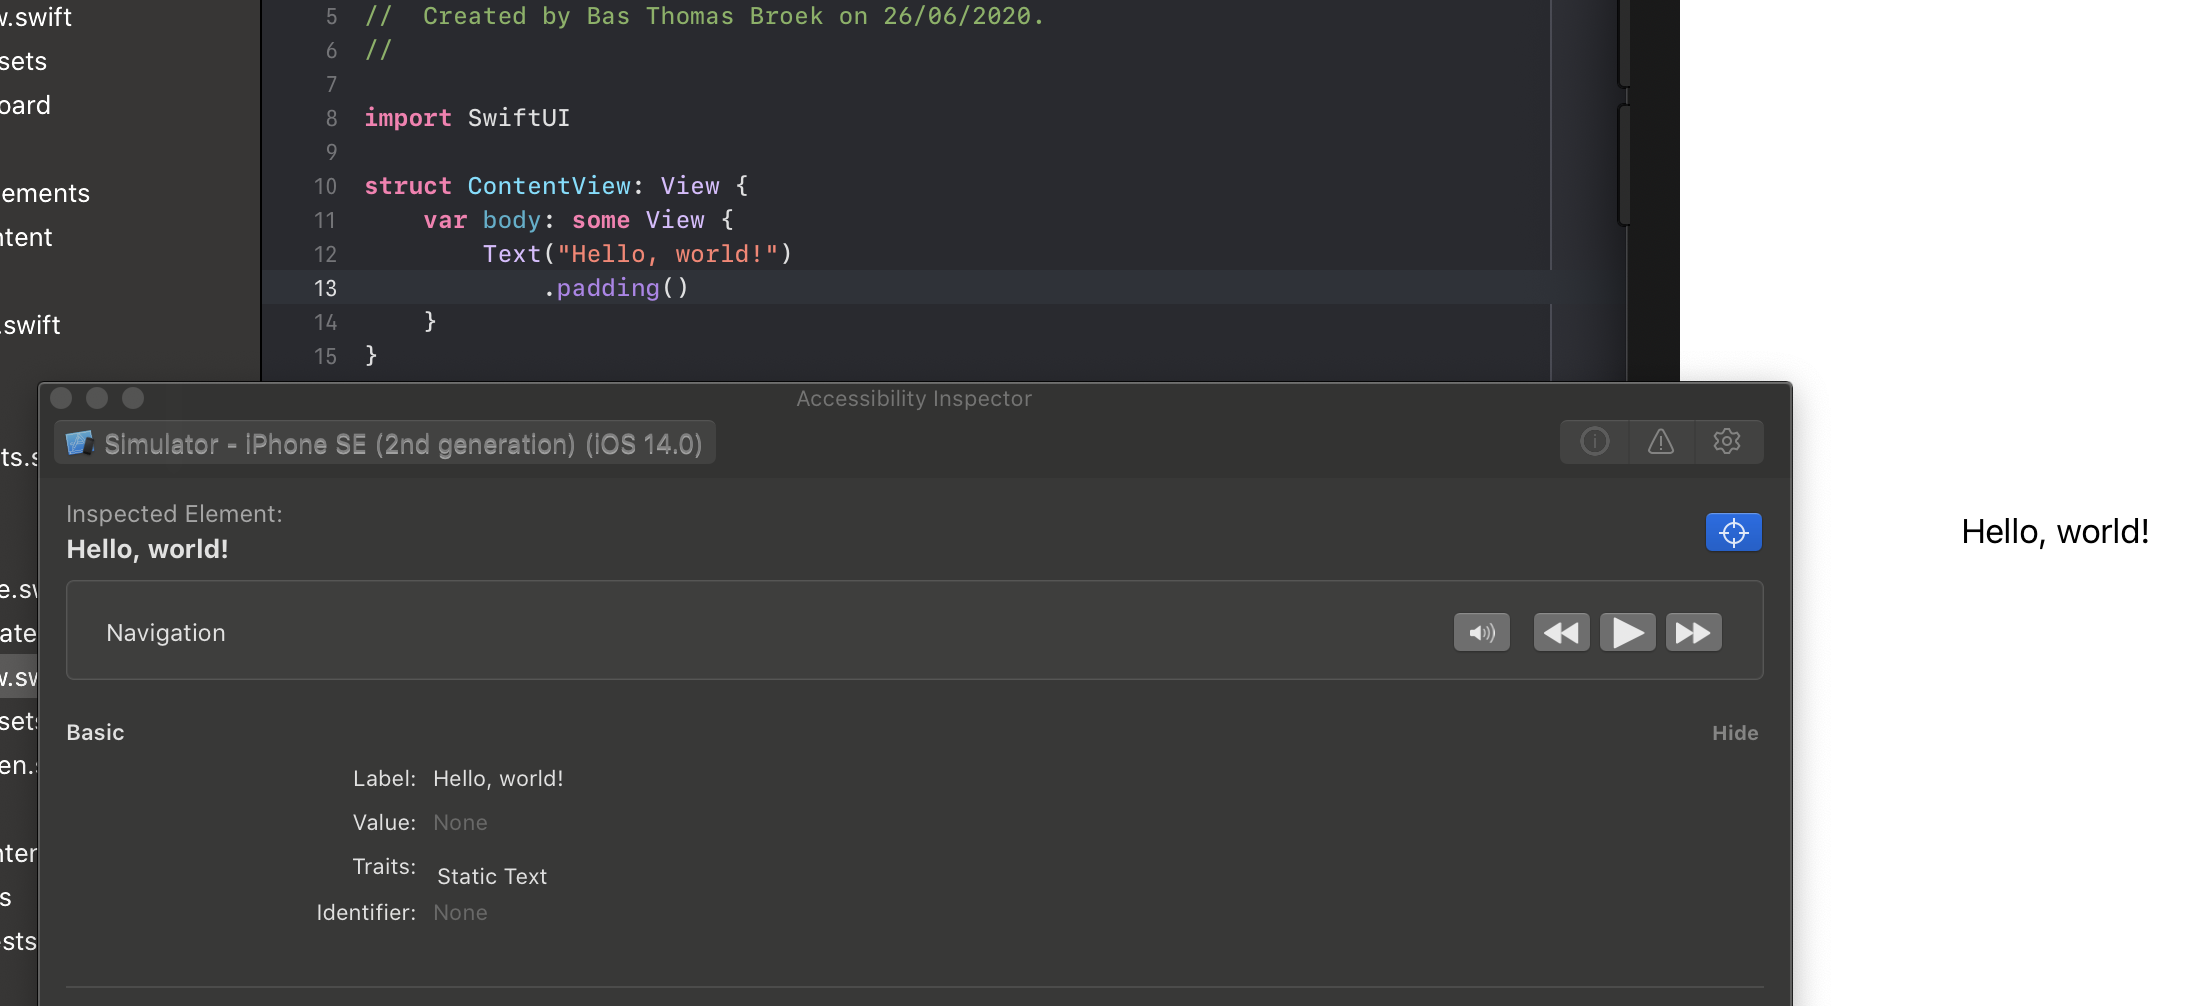 w.swift
sets
oard
ements
ntent
.swift
ts.s
e.sw
ate
w.sw
sets
en.s
nter
s
sts
5 //  Created by Bas Thomas Broek on 26/06/2020.
6 //
7
8 import SwiftUI
9
10 struct ContentView: View {
11     var body: some View {
12         Text("Hello, world!")
13             .padding()
14     }
15 }
Accessibility Inspector
Simulator - iPhone SE (2nd generation) (iOS 14.0)
Inspected Element:
Hello, world!
Navigation
Basic Hide
Label: Hello, world!
Value: None
Traits: Static Text
Identifier: None
Hello, world!